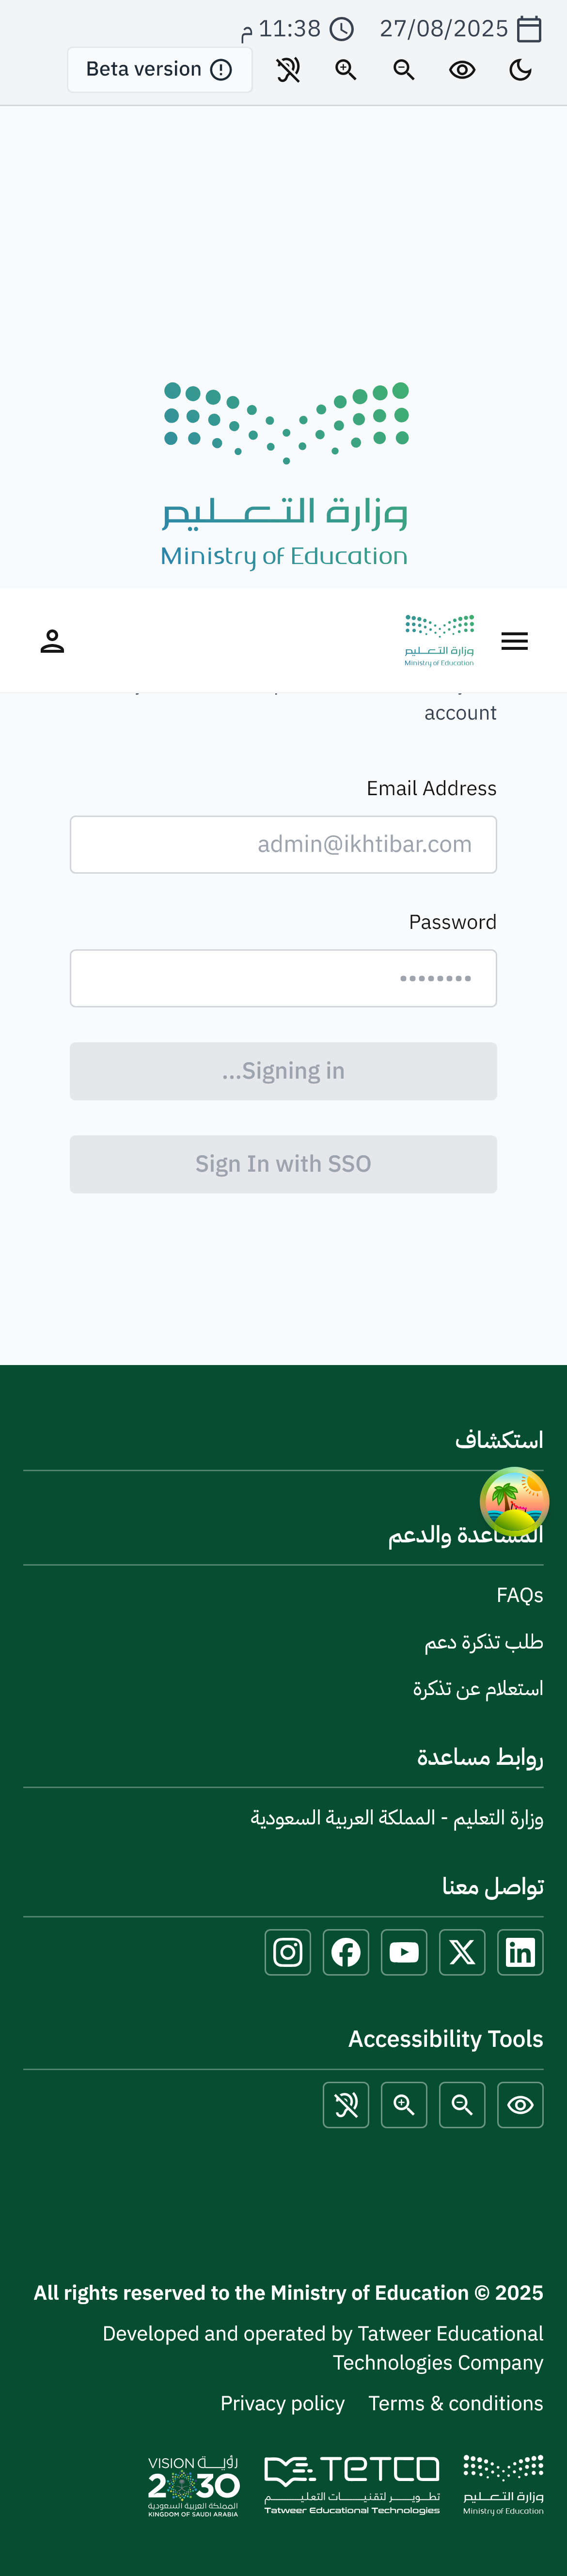 27/08/2025 11:38 م
Beta version
وزارة التعليم
Ministry of Education
وزارة التعليم
Ministry of Education
account
Email Address
admin@ikhtibar.com
Password
...Signing in
Sign In with SSO
استكشاف
المساعدة والدعم
FAQs
طلب تذكرة دعم
استعلام عن تذكرة
روابط مساعدة
وزارة التعليم - المملكة العربية السعودية
تواصل معنا
Accessibility Tools
All rights reserved to the Ministry of Education © 2025
Developed and operated by Tatweer Educational
Technologies Company
Privacy policy Terms & conditions
وزارة التعليم
Ministry of Education
TETCO
تطوير لتقنيات التعليم
Tatweer Educational Technologies
VISION رؤية
2030
المملكة العربية السعودية
KINGDOM OF SAUDI ARABIA